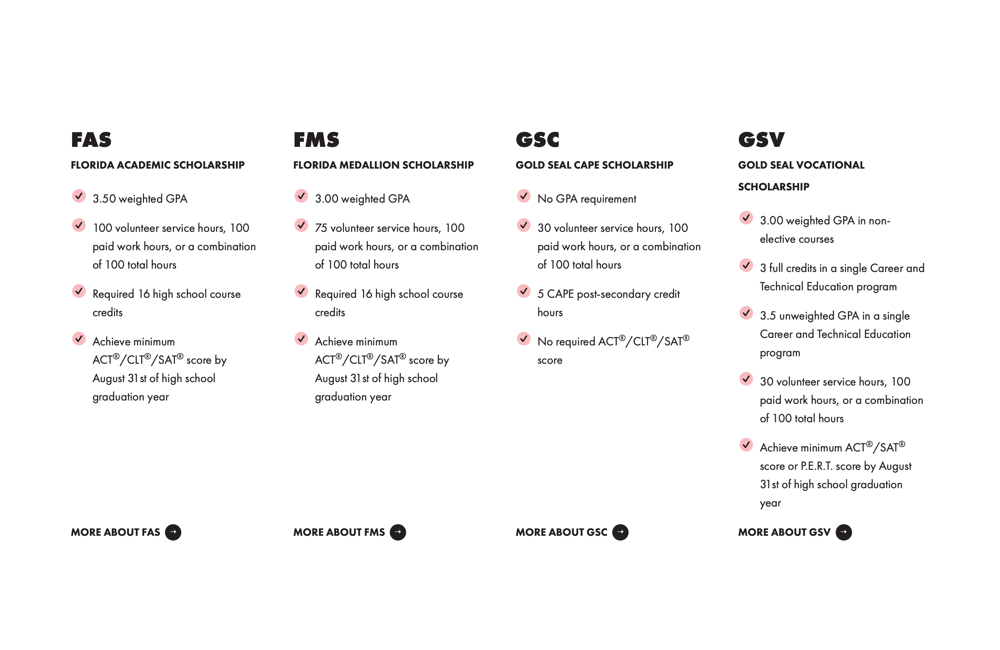 FAS
FLORIDA ACADEMIC SCHOLARSHIP
3.50 weighted GPA
100 volunteer service hours, 100
paid work hours, or a combination
of 100 total hours
Required 16 high school course
credits
Achieve minimum
ACT®/CLT®/SAT® score by
August 31st of high school
graduation year
MORE ABOUT FAS
FMS
FLORIDA MEDALLION SCHOLARSHIP
3.00 weighted GPA
75 volunteer service hours, 100
paid work hours, or a combination
of 100 total hours
Required 16 high school course
credits
Achieve minimum
ACT®/CLT®/SAT® score by
August 31st of high school
graduation year
MORE ABOUT FMS
GSC
GOLD SEAL CAPE SCHOLARSHIP
No GPA requirement
30 volunteer service hours, 100
paid work hours, or a combination
of 100 total hours
5 CAPE post-secondary credit
hours
No required ACT®/CLT®/SAT®
score
MORE ABOUT GSC
GSV
GOLD SEAL VOCATIONAL
SCHOLARSHIP
3.00 weighted GPA in non-
elective courses
3 full credits in a single Career and
Technical Education program
3.5 unweighted GPA in a single
Career and Technical Education
program
30 volunteer service hours, 100
paid work hours, or a combination
of 100 total hours
Achieve minimum ACT®/SAT®
score or P.E.R.T. score by August
31st of high school graduation
year
MORE ABOUT GSV